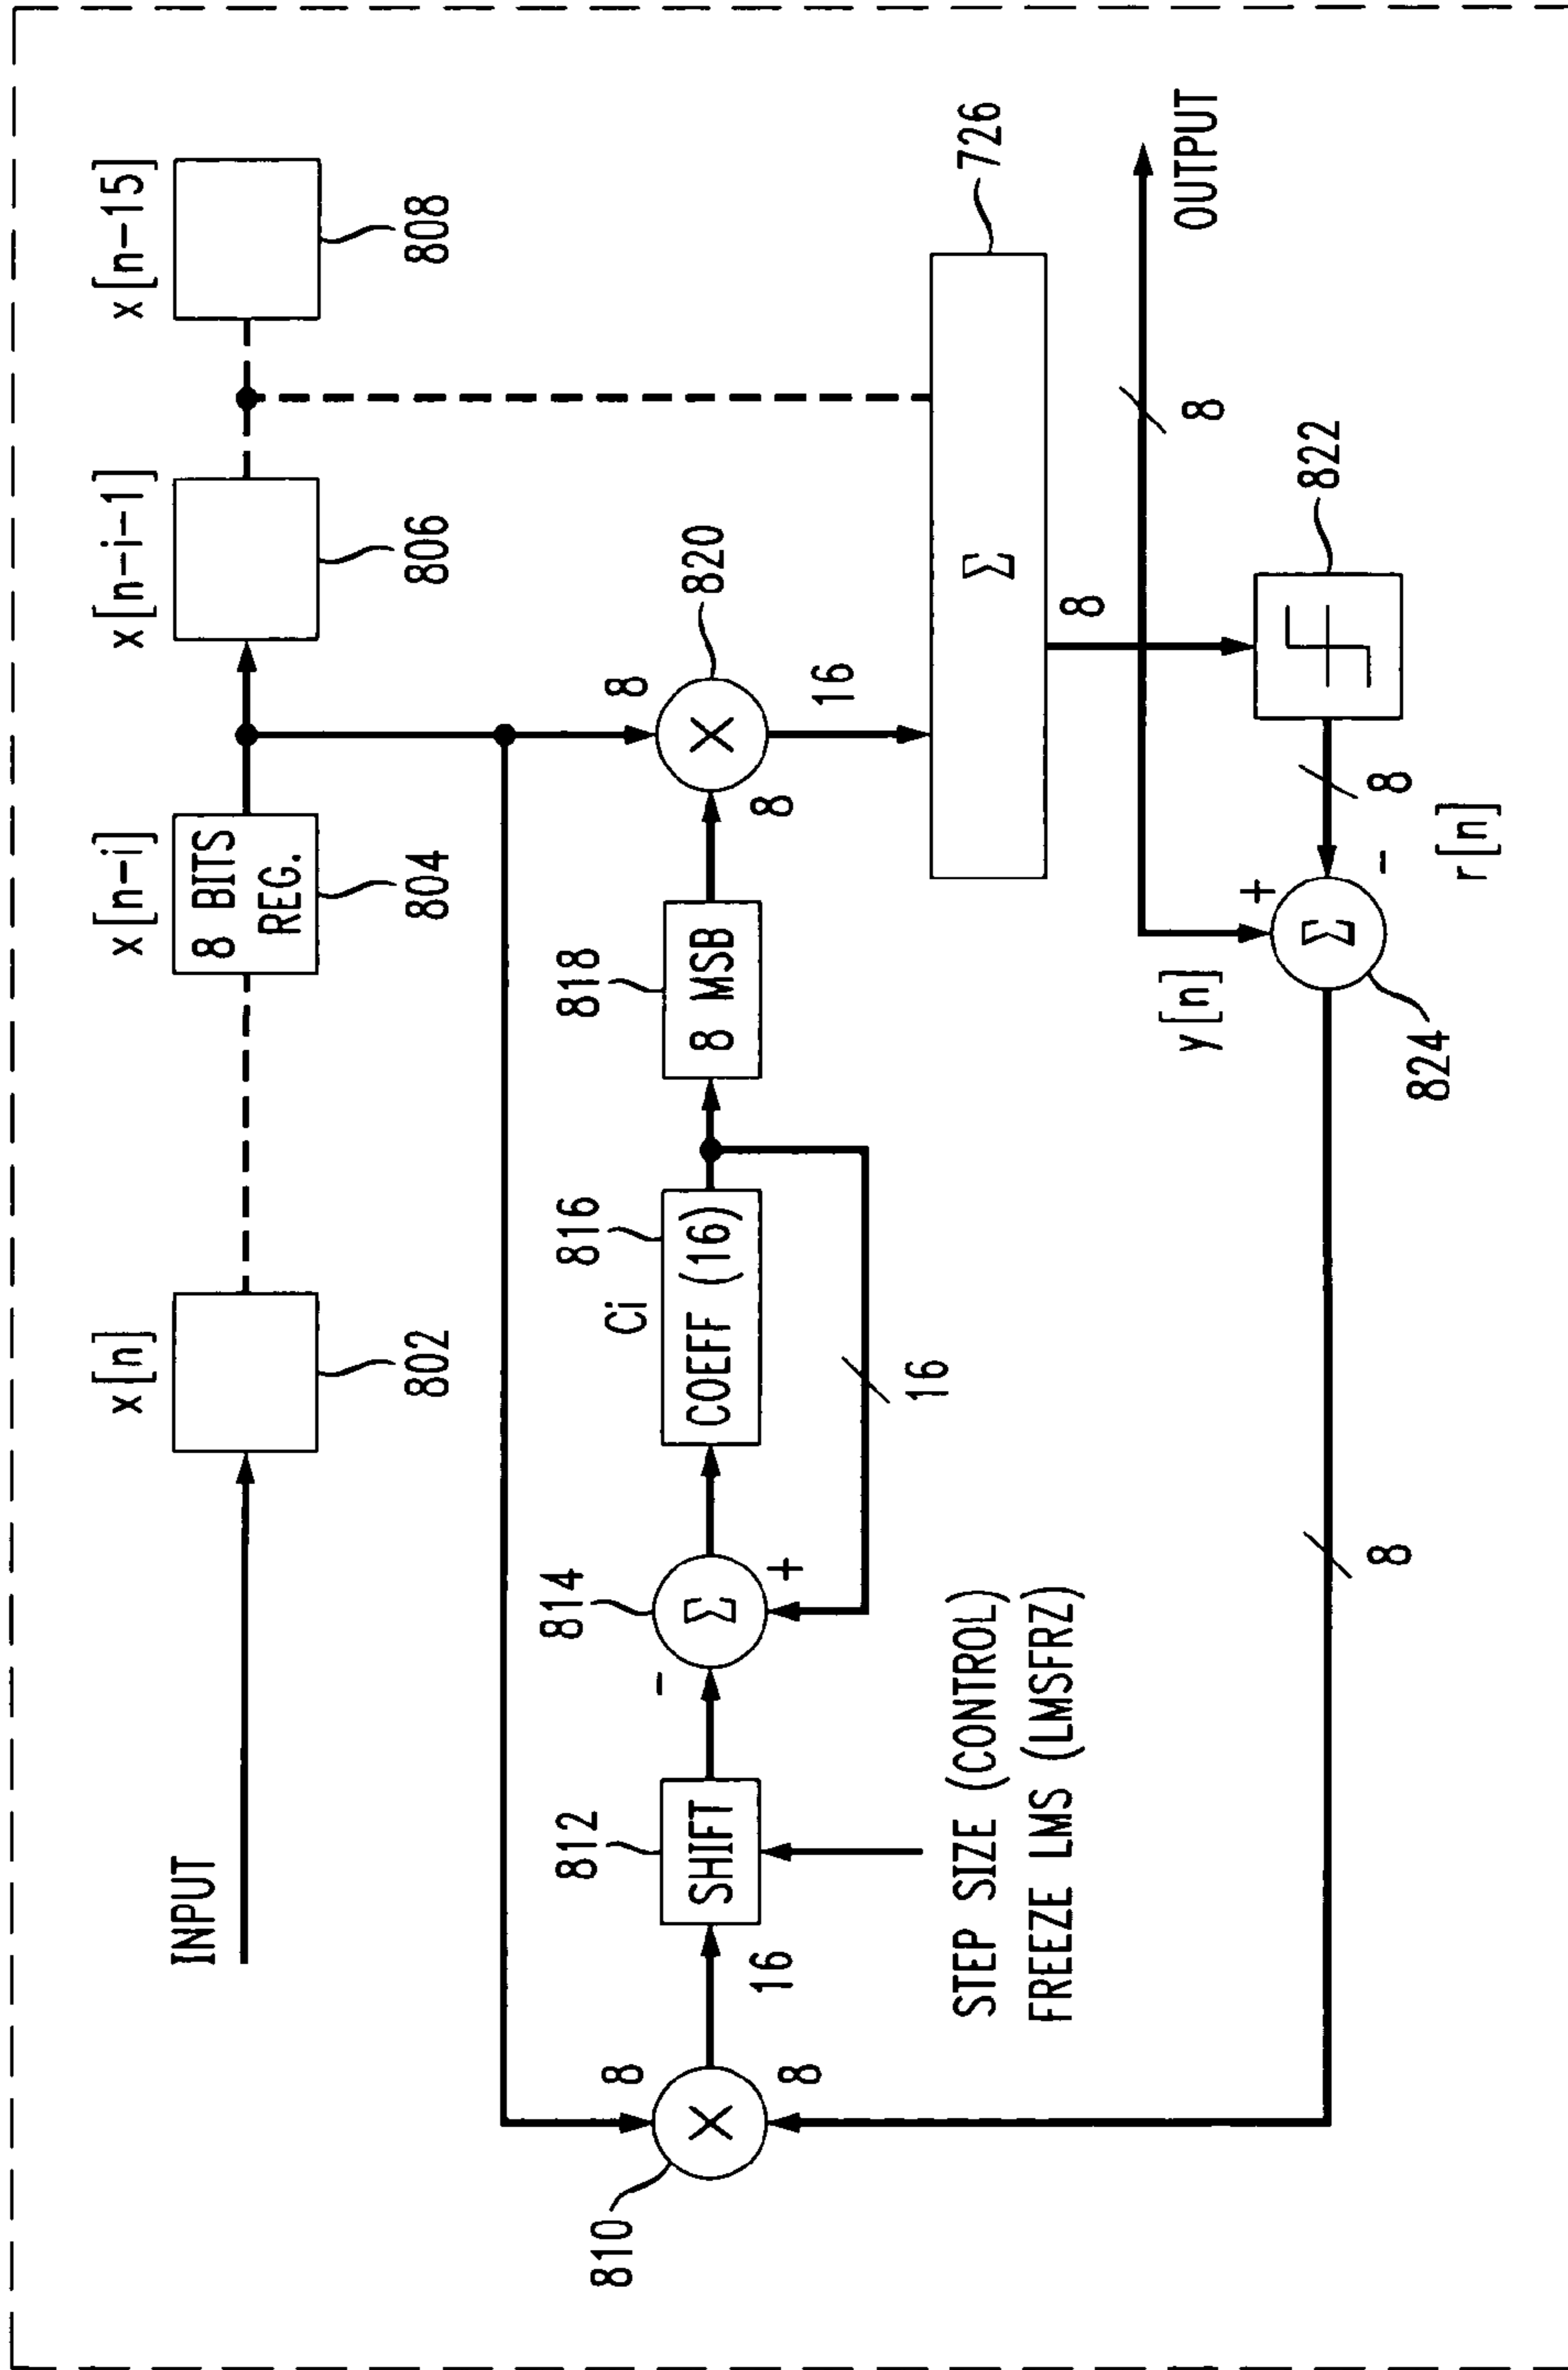 INPUT
x[n]
802
x[n-i]
8 BITS
REG.
804
x[n-i-1]
806
x[n-15]
808
810
×
8
8
16
812
SHIFT
STEP SIZE (CONTROL)
FREEZE LMS (LMSFRZ)
814
-
Σ
+
Ci
816
COEFF (16)
16
818
8 MSB
8
8
×
820
16
Σ
726
8
8
OUTPUT
822
8
r[n]
y[n]
+
-
Σ
824
8